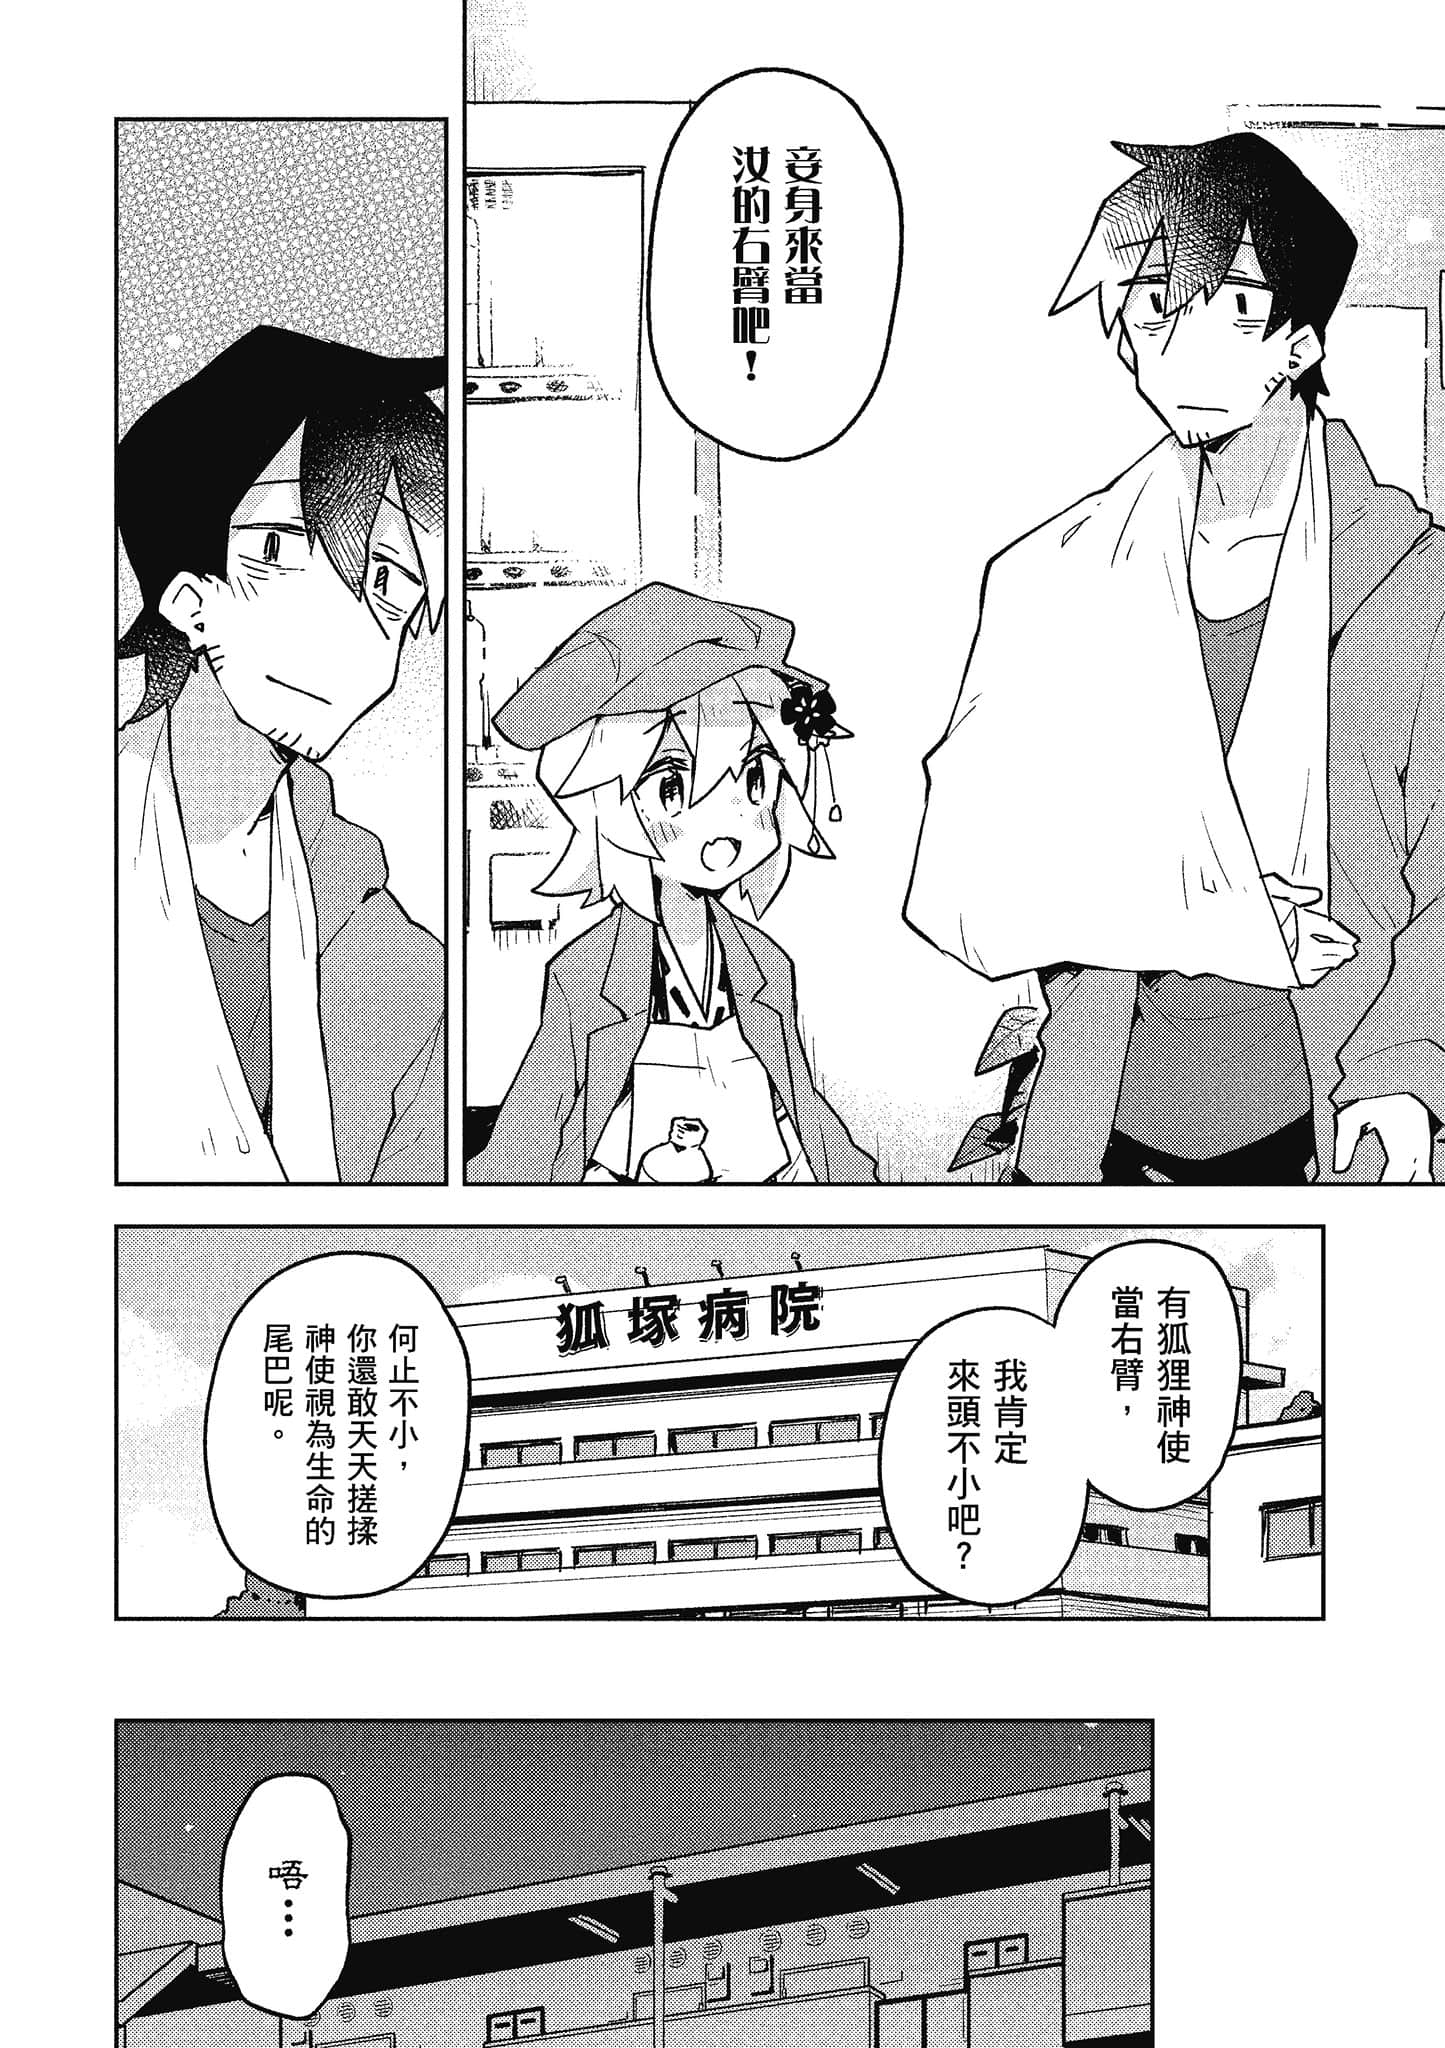 妾身來當
汝的右臂吧！
有狐狸神使
當右臂，
我肯定
來頭不小吧？
狐塚病院
何止不小，
你還敢天天搓揉
神使視為生命的
尾巴呢。
唔⋯